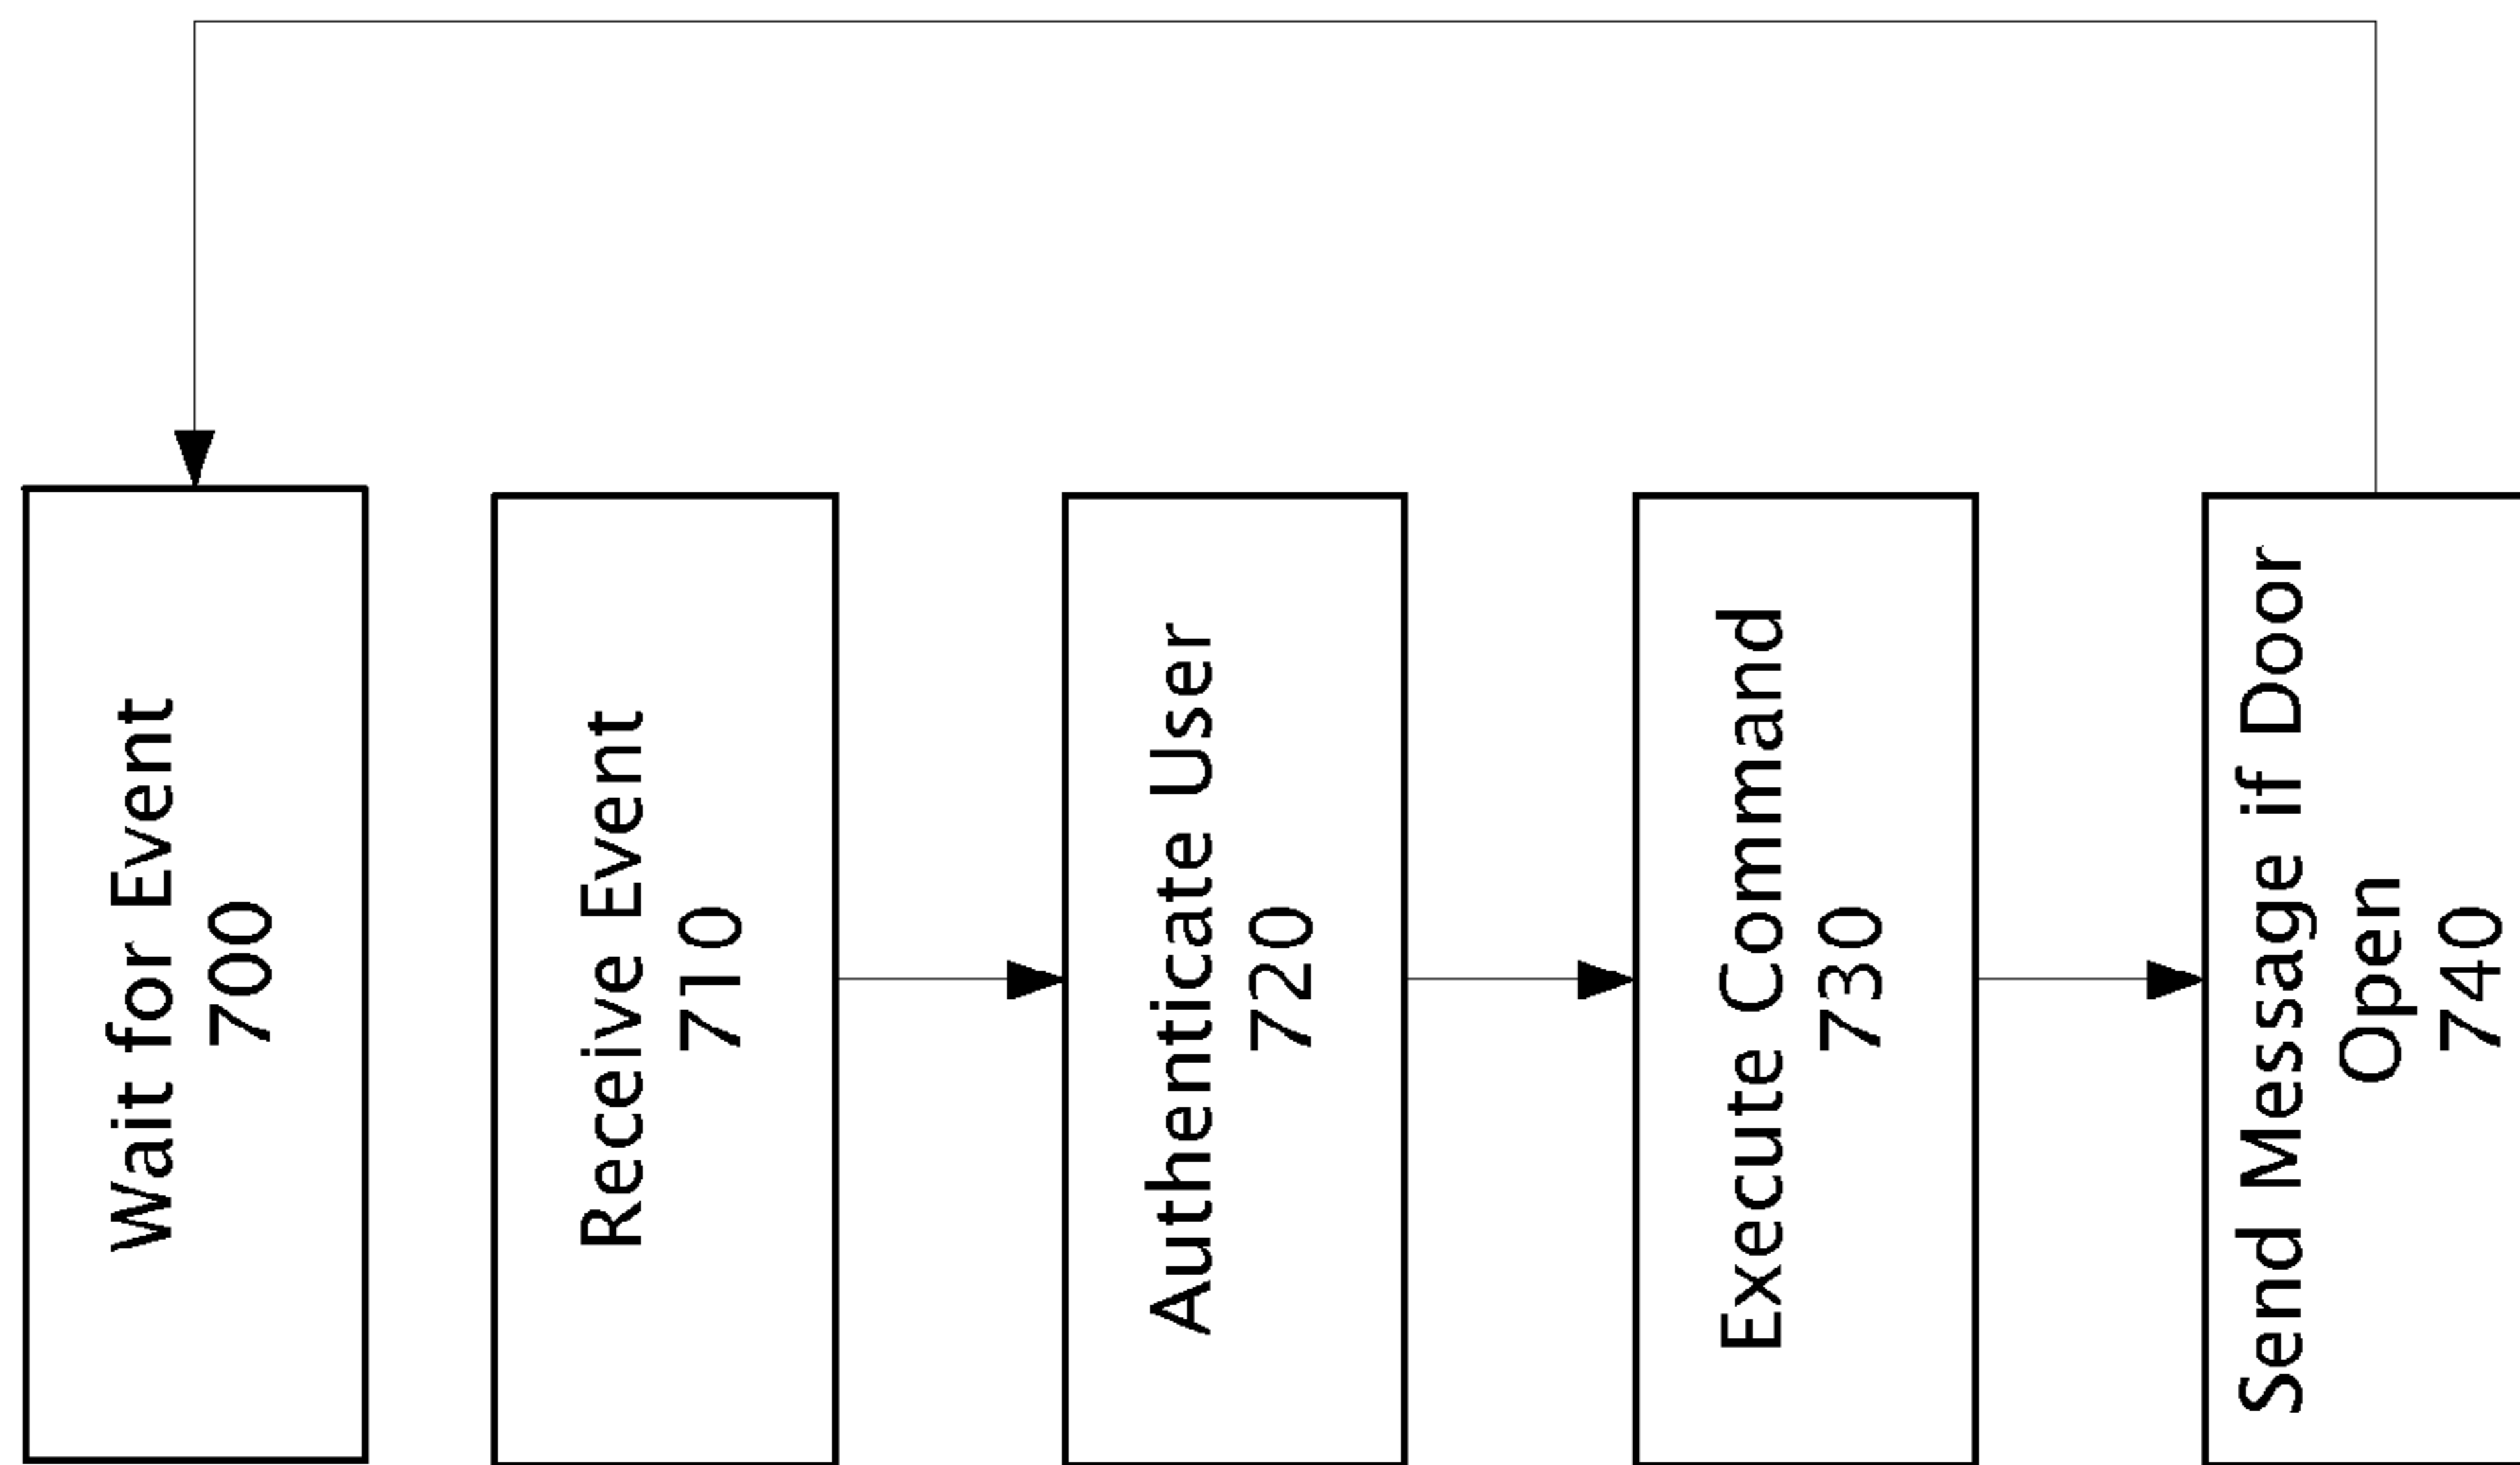 Wait for Event
700
Receive Event
710
Authenticate User
720
Execute Command
730
Send Message if Door
Open
740